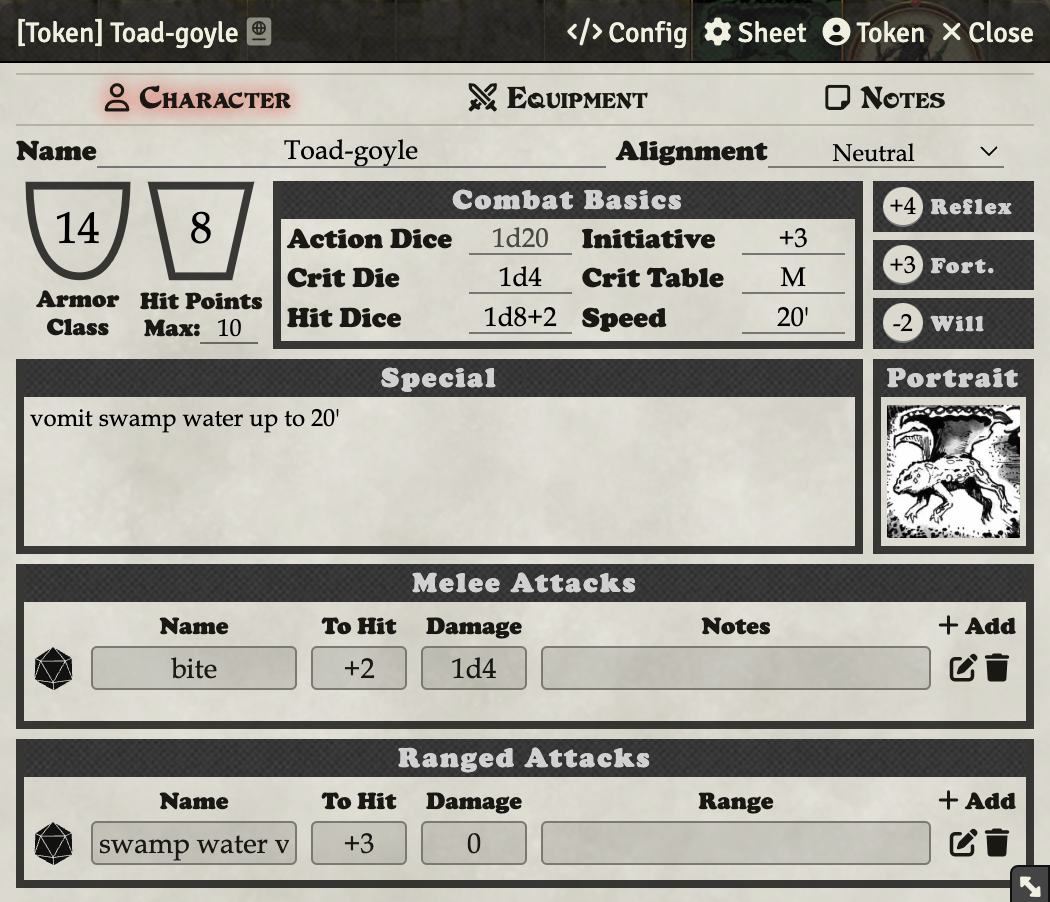 [Token] Toad-goyle </> Config Sheet Token Close
Character Equipment Notes
Name Toad-goyle Alignment Neutral
14 8
Armor Class
Hit Points
Max: 10
Combat Basics
Action Dice 1d20 Initiative +3
Crit Die 1d4 Crit Table M
Hit Dice 1d8+2 Speed 20'
+4 Reflex
+3 Fort.
-2 Will
Special
vomit swamp water up to 20'
Portrait
Melee Attacks
Name To Hit Damage Notes + Add
bite +2 1d4
Ranged Attacks
Name To Hit Damage Range + Add
swamp water v +3 0